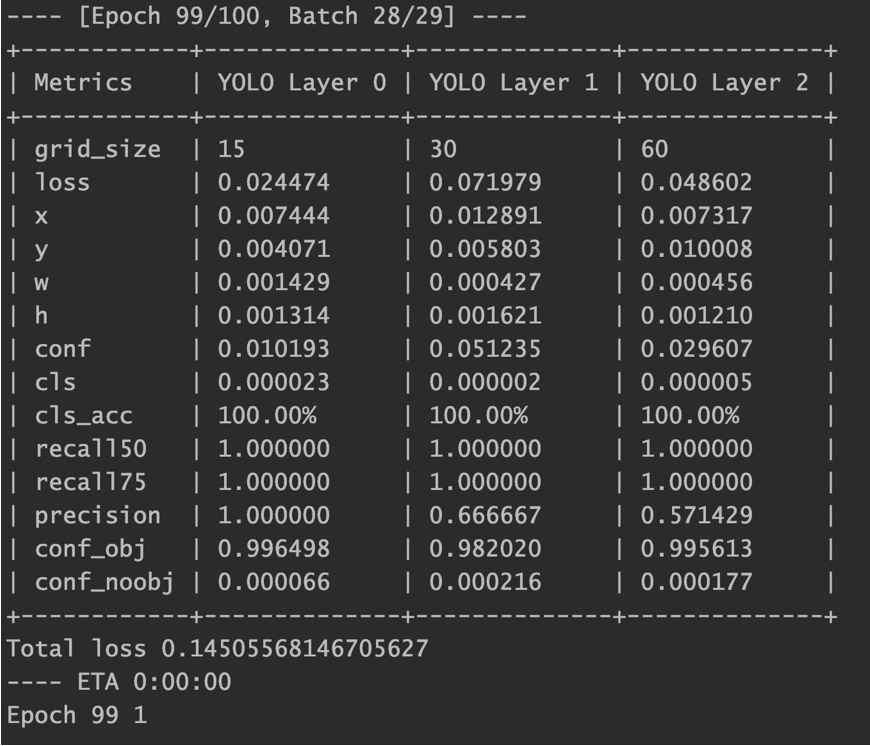 ---- [Epoch 99/100, Batch 28/29] ----
+------------+--------------+--------------+--------------+
| Metrics    | YOLO Layer 0 | YOLO Layer 1 | YOLO Layer 2 |
+------------+--------------+--------------+--------------+
| grid_size  | 15           | 30           | 60           |
| loss       | 0.024474     | 0.071979     | 0.048602     |
| x          | 0.007444     | 0.012891     | 0.007317     |
| y          | 0.004071     | 0.005803     | 0.010008     |
| w          | 0.001429     | 0.000427     | 0.000456     |
| h          | 0.001314     | 0.001621     | 0.001210     |
| conf       | 0.010193     | 0.051235     | 0.029607     |
| cls        | 0.000023     | 0.000002     | 0.000005     |
| cls_acc    | 100.00%      | 100.00%      | 100.00%      |
| recall50   | 1.000000     | 1.000000     | 1.000000     |
| recall75   | 1.000000     | 1.000000     | 1.000000     |
| precision  | 1.000000     | 0.666667     | 0.571429     |
| conf_obj   | 0.996498     | 0.982020     | 0.995613     |
| conf_noobj | 0.000066     | 0.000216     | 0.000177     |
+------------+--------------+--------------+--------------+
Total loss 0.14505568146705627
---- ETA 0:00:00
Epoch 99 1